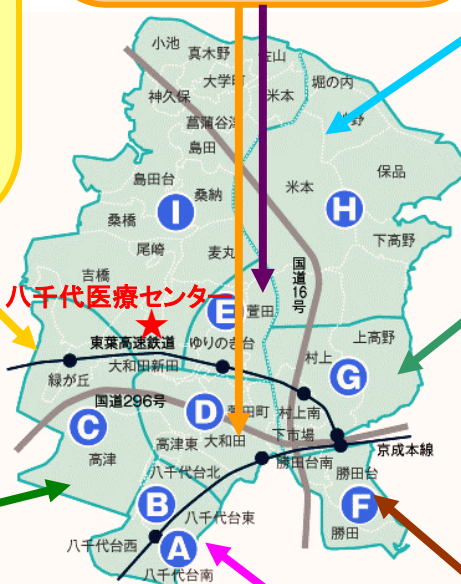 小池
真木野
佐山
大学町
堀の内
神久保
米本
菖蒲谷津
島田
保品
島田台
桑納
米本
I
H
桑橋
下高野
尾崎
麦丸
国道16号
吉橋
八千代医療センター
E
萱田
上高野
東葉高速鉄道
ゆりのき台
村上
大和田新田
G
緑が丘
国道296号
D
萱田町
村上南
C
高津東
大和田
下市場
京成本線
高津
八千代台北
勝田台南
勝田台
B
八千代台東
F
八千代台西
A
勝田
八千代台南